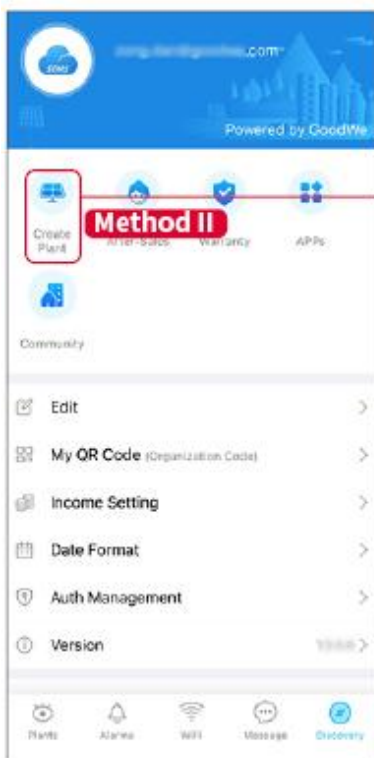 SEMS
.com
Powered by GoodWe
Create
Plant
Method II
After-Sales
Warranty
APPs
Community
Edit
My QR Code (Organization Code)
Income Setting
Date Format
Auth Management
Version
Plants
Alarms
WiFi
Message
Discovery